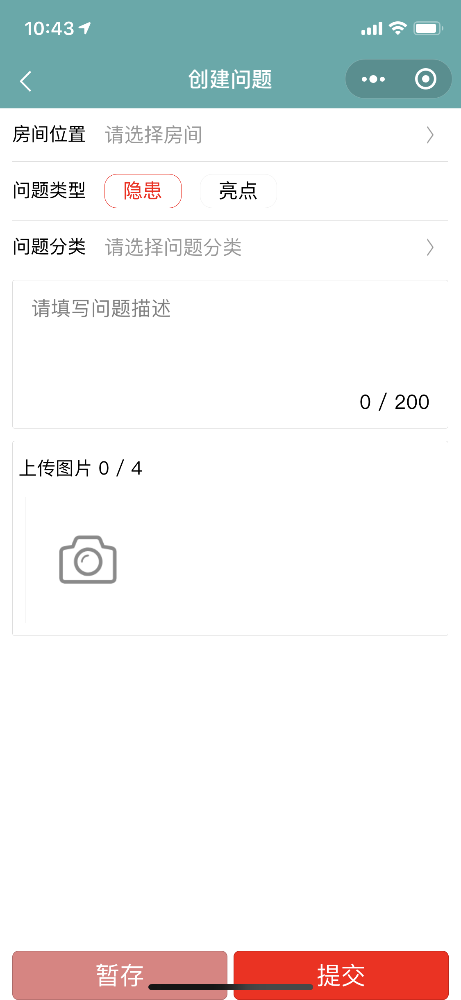 10:43
创建问题
房间位置 请选择房间
问题类型 隐患 亮点
问题分类 请选择问题分类
请填写问题描述
0 / 200
上传图片 0 / 4
暂存 提交